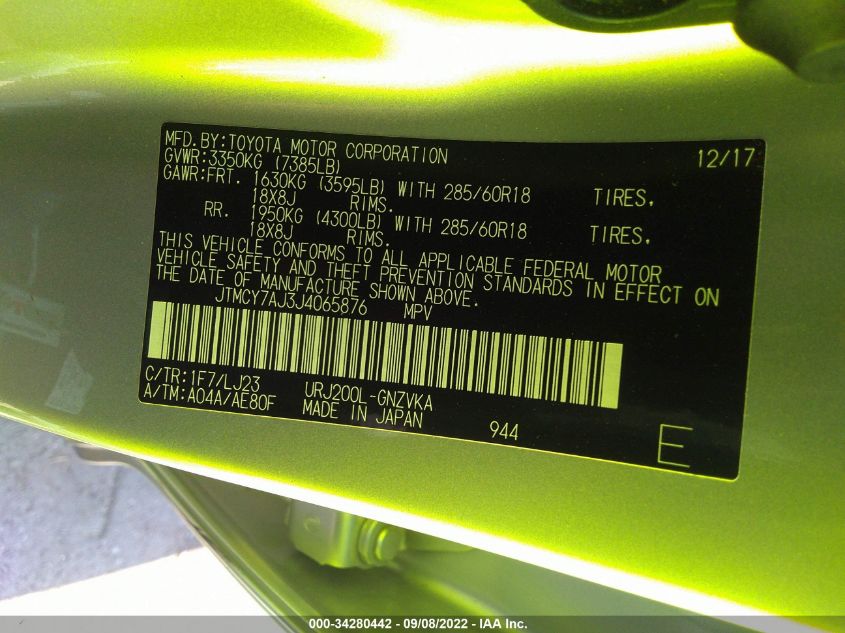 MFD.BY:TOYOTA MOTOR CORPORATION 12/17
GVWR:3350KG (7385LB)
GAWR:FRT. 1630KG (3595LB) WITH 285/60R18 TIRES,
18X8J RIMS.
RR. 1950KG (4300LB) WITH 285/60R18 TIRES,
18X8J RIMS.
THIS VEHICLE CONFORMS TO ALL APPLICABLE FEDERAL MOTOR
VEHICLE SAFETY AND THEFT PREVENTION STANDARDS IN EFFECT ON
THE DATE OF MANUFACTURE SHOWN ABOVE.
JTMCY7AJ3J4065876 MPV
C/TR:1F7/LJ23 URJ200L-GNZVKA
A/TM:A04A/AE80F MADE IN JAPAN 944 E
000-34280442 - 09/08/2022 - IAA Inc.